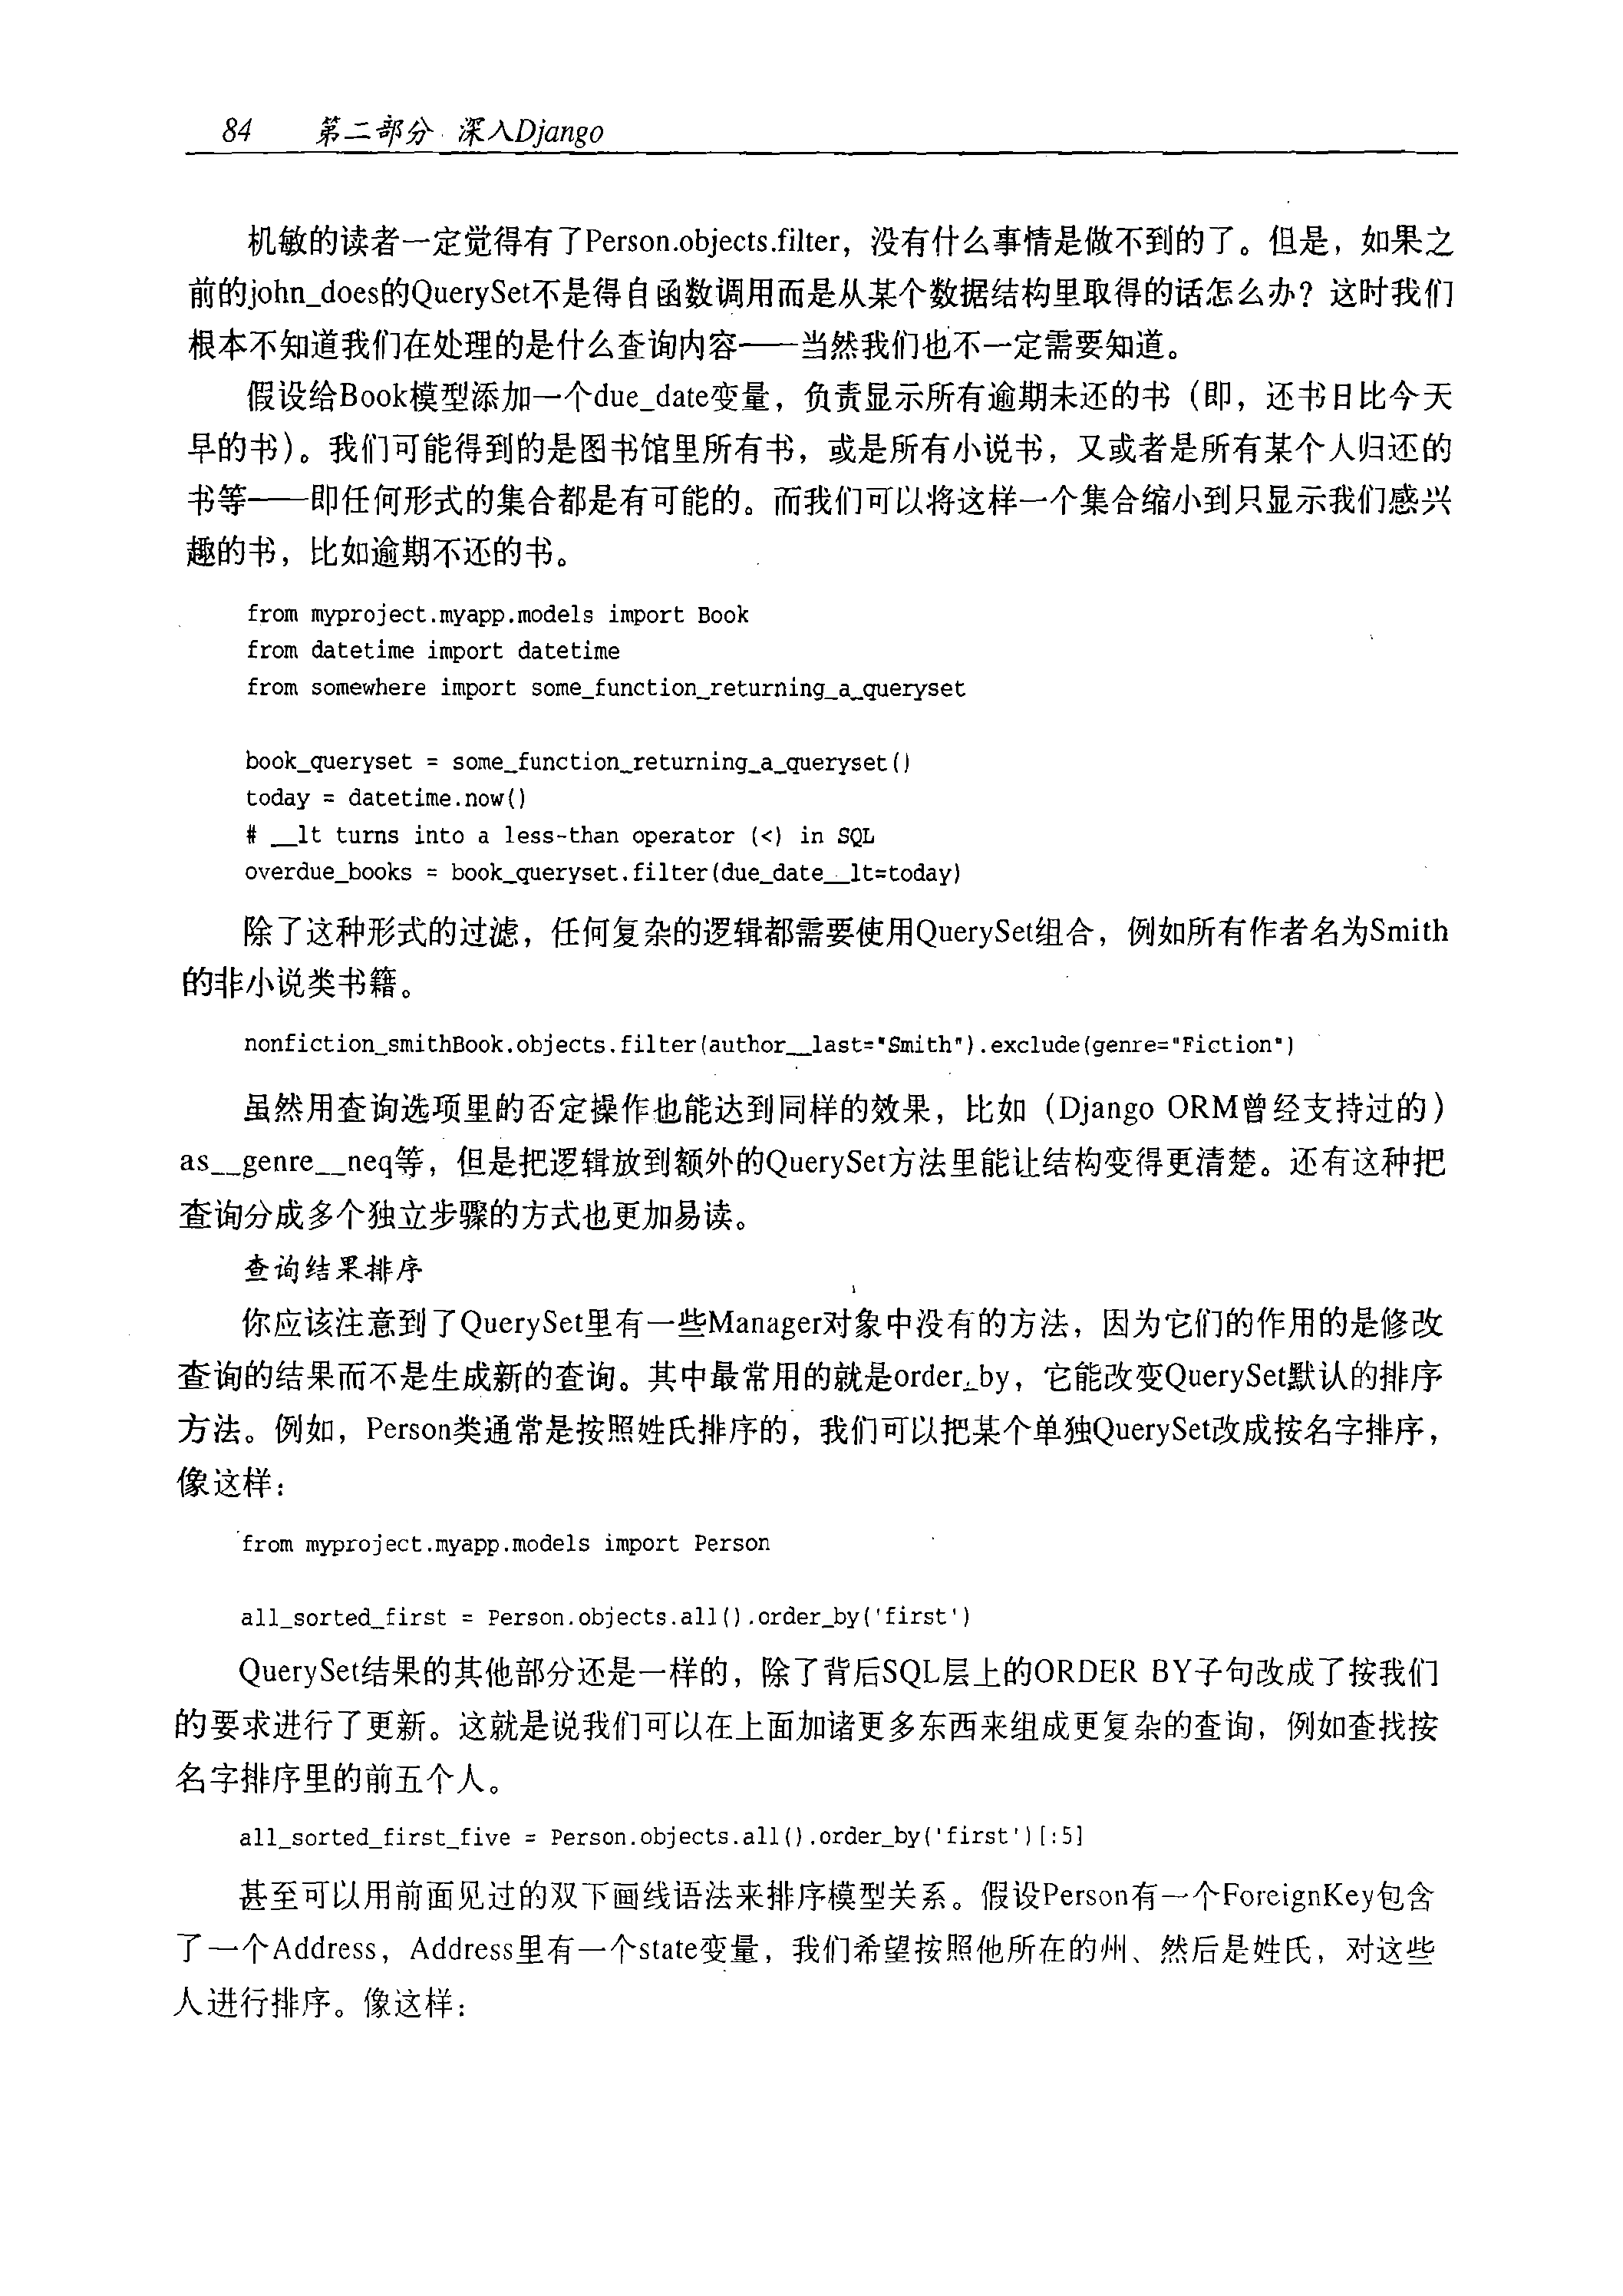 84 第二部分 深入Django
机敏的读者一定觉得有了Person.objects.filter，没有什么事情是做不到的了。但是，如果之
前的john_does的QuerySet不是得自函数调用而是从某个数据结构里取得的话怎么办？这时我们
根本不知道我们在处理的是什么查询内容——当然我们也不一定需要知道。
假设给Book模型添加一个due_date变量，负责显示所有逾期未还的书（即，还书日比今天
早的书）。我们可能得到的是图书馆里所有书，或是所有小说书，又或者是所有某个人归还的
书等——即任何形式的集合都是有可能的。而我们可以将这样一个集合缩小到只显示我们感兴
趣的书，比如逾期不还的书。
from myproject.myapp.models import Book
from datetime import datetime
from somewhere import some_function_returning_a_queryset
book_queryset = some_function_returning_a_queryset()
today = datetime.now()
# __lt turns into a less-than operator (<) in SQL
overdue_books = book_queryset.filter(due_date__lt=today)
除了这种形式的过滤，任何复杂的逻辑都需要使用QuerySet组合，例如所有作者名为Smith
的非小说类书籍。
nonfiction_smithBook.objects.filter(author__last="Smith").exclude(genre="Fiction")
虽然用查询选项里的否定操作也能达到同样的效果，比如（Django ORM曾经支持过的）
as__genre__neq等，但是把逻辑放到额外的QuerySet方法里能让结构变得更清楚。还有这种把
查询分成多个独立步骤的方式也更加易读。
查询结果排序
你应该注意到了QuerySet里有一些Manager对象中没有的方法，因为它们的作用的是修改
查询的结果而不是生成新的查询。其中最常用的就是order_by，它能改变QuerySet默认的排序
方法。例如，Person类通常是按照姓氏排序的，我们可以把某个单独QuerySet改成按名字排序，
像这样：
from myproject.myapp.models import Person
all_sorted_first = Person.objects.all().order_by('first')
QuerySet结果的其他部分还是一样的，除了背后SQL层上的ORDER BY子句改成了按我们
的要求进行了更新。这就是说我们可以在上面加诸更多东西来组成更复杂的查询，例如查找按
名字排序里的前五个人。
all_sorted_first_five = Person.objects.all().order_by('first')[:5]
甚至可以用前面见过的双下画线语法来排序模型关系。假设Person有一个ForeignKey包含
了一个Address，Address里有一个state变量，我们希望按照他所在的州、然后是姓氏，对这些
人进行排序。像这样：